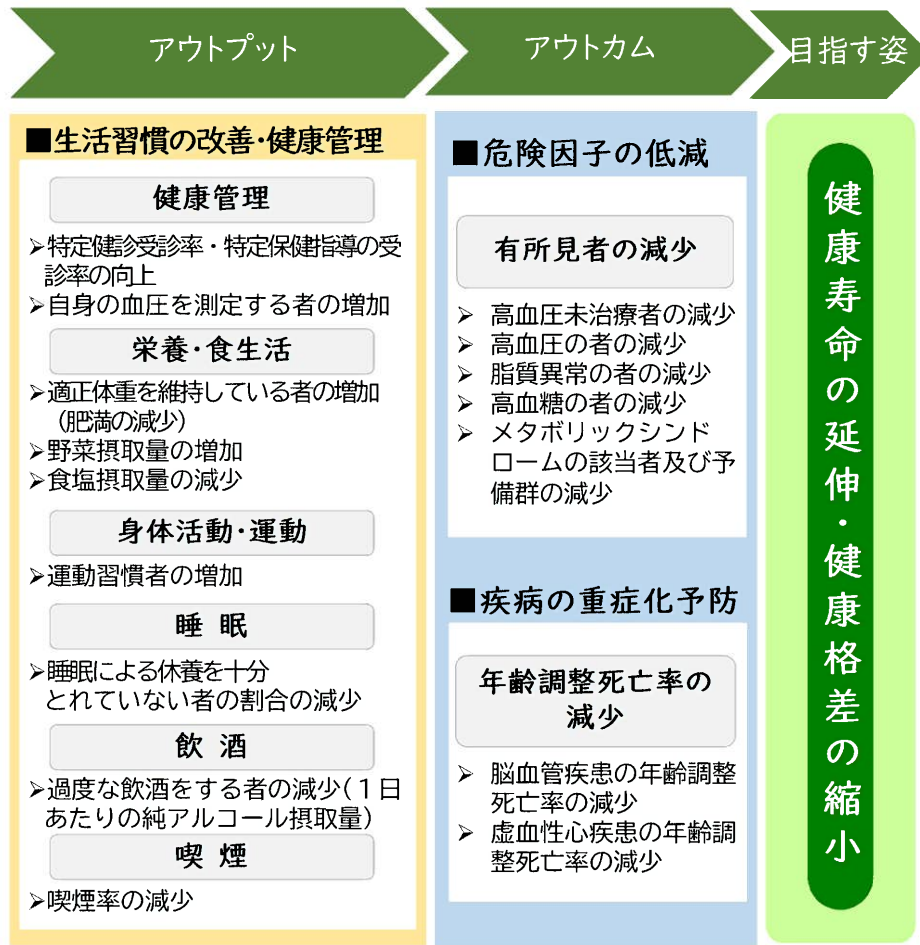 アウトプット
アウトカム
目指す姿
■生活習慣の改善・健康管理
健康管理
➢特定健診受診率・特定保健指導の受
診率の向上
➢自身の血圧を測定する者の増加
栄養・食生活
➢適正体重を維持している者の増加
（肥満の減少）
➢野菜摂取量の増加
➢食塩摂取量の減少
身体活動・運動
➢運動習慣者の増加
睡 眠
➢睡眠による休養を十分
とれていない者の割合の減少
飲 酒
➢過度な飲酒をする者の減少（１日
あたりの純アルコール摂取量）
喫 煙
➢喫煙率の減少
■危険因子の低減
有所見者の減少
➢ 高血圧未治療者の減少
➢ 高血圧の者の減少
➢ 脂質異常の者の減少
➢ 高血糖の者の減少
➢ メタボリックシンド
ロームの該当者及び予
備群の減少
■疾病の重症化予防
年齢調整死亡率の
減少
➢ 脳血管疾患の年齢調整
死亡率の減少
➢ 虚血性心疾患の年齢調
整死亡率の減少
健康寿命の延伸・健康格差の縮小